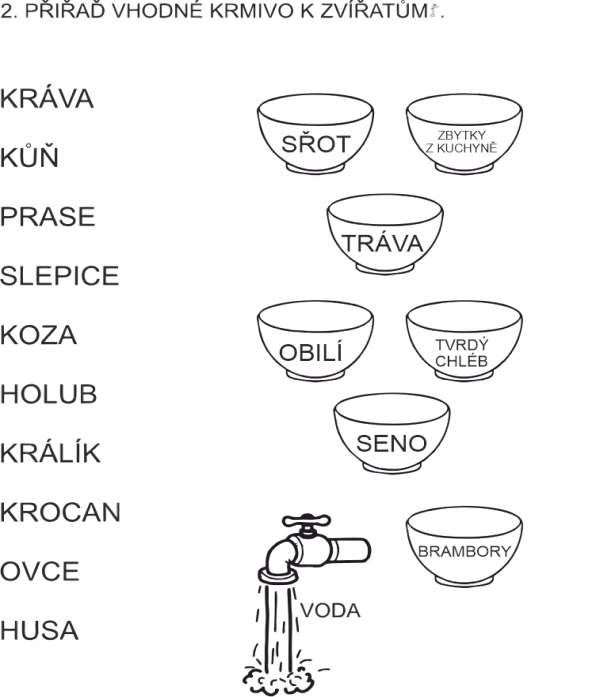 2. PŘIŘAĎ VHODNÉ KRMIVO K ZVÍŘATŮM.
KRÁVA
KŮŇ
PRASE
SLEPICE
KOZA
HOLUB
KRÁLÍK
KROCAN
OVCE
HUSA
SŘOT
ZBYTKY
Z KUCHYNĚ
TRÁVA
OBILÍ
TVRDÝ
CHLÉB
SENO
BRAMBORY
VODA